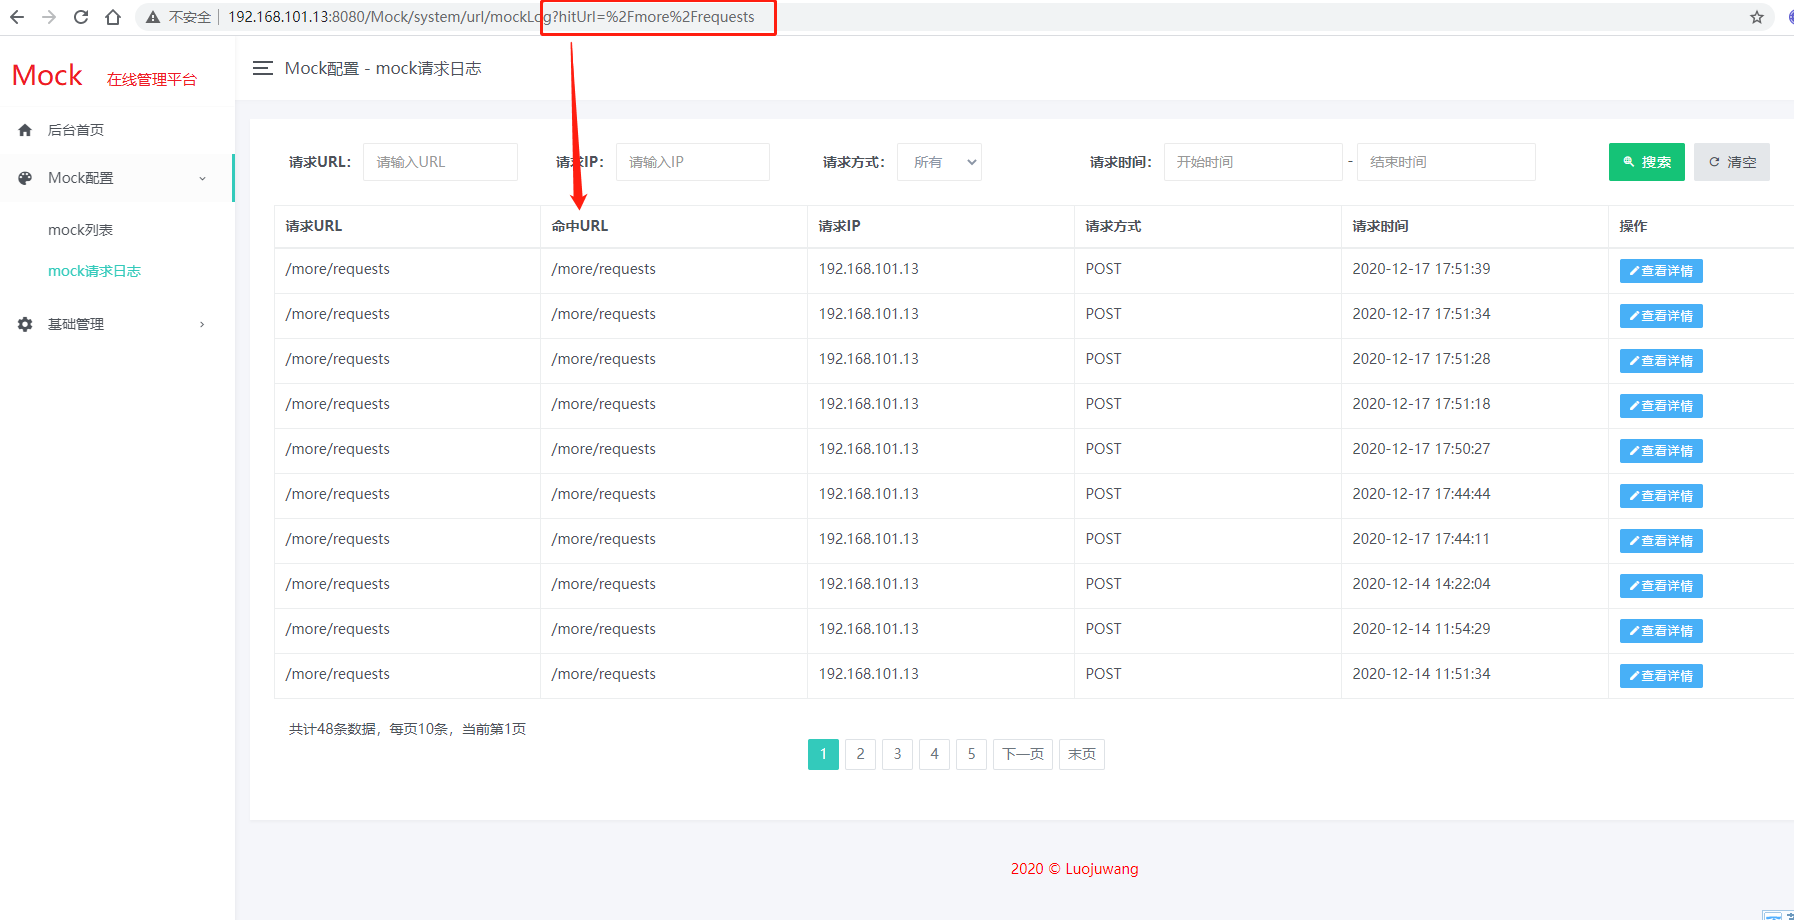 不安全 192.168.101.13:8080/Mock/system/url/mockLog?hitUrl=%2Fmore%2Frequests
Mock 在线管理平台
Mock配置 - mock请求日志
后台首页
Mock配置
mock列表
mock请求日志
基础管理
请求URL: 请输入URL 请求IP: 请输入IP 请求方式: 所有 请求时间: 开始时间 - 结束时间 搜索 清空
请求URL 命中URL 请求IP 请求方式 请求时间 操作
/more/requests /more/requests 192.168.101.13 POST 2020-12-17 17:51:39 查看详情
/more/requests /more/requests 192.168.101.13 POST 2020-12-17 17:51:34 查看详情
/more/requests /more/requests 192.168.101.13 POST 2020-12-17 17:51:28 查看详情
/more/requests /more/requests 192.168.101.13 POST 2020-12-17 17:51:18 查看详情
/more/requests /more/requests 192.168.101.13 POST 2020-12-17 17:50:27 查看详情
/more/requests /more/requests 192.168.101.13 POST 2020-12-17 17:44:44 查看详情
/more/requests /more/requests 192.168.101.13 POST 2020-12-17 17:44:11 查看详情
/more/requests /more/requests 192.168.101.13 POST 2020-12-14 14:22:04 查看详情
/more/requests /more/requests 192.168.101.13 POST 2020-12-14 11:54:29 查看详情
/more/requests /more/requests 192.168.101.13 POST 2020-12-14 11:51:34 查看详情
共计48条数据，每页10条，当前第1页
1 2 3 4 5 下一页 末页
2020 © Luojuwang